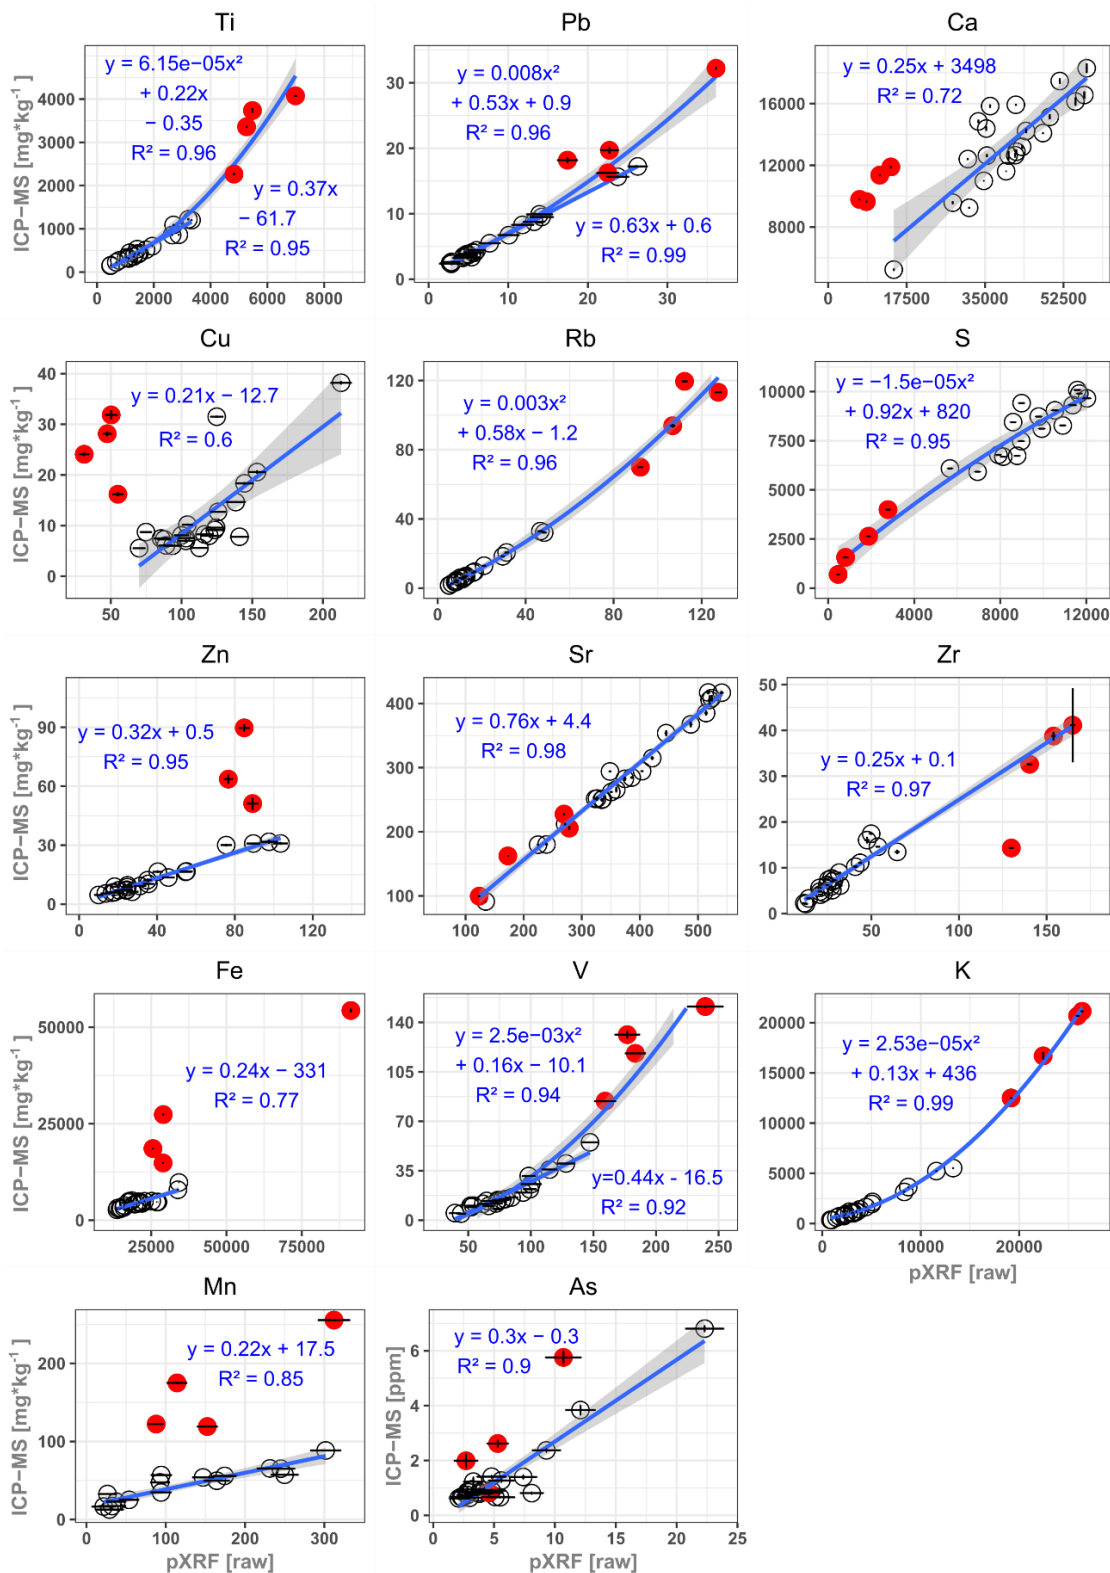 Ti
Pb
Ca
ICP−MS [mg*kg⁻¹ ]
4000
3000
2000
1000
0
y = 6.15e−05x²
+ 0.22x
− 0.35
R² = 0.96
y = 0.37x
− 61.7
R² = 0.95
0 2000 4000 6000 8000
30
20
10
0
y = 0.008x²
+ 0.53x + 0.9
R² = 0.96
y = 0.63x + 0.6
R² = 0.99
0 10 20 30
16000
12000
8000
y = 0.25x + 3498
R² = 0.72
0 17500 35000 52500
Cu
Rb
S
ICP−MS [mg*kg⁻¹ ]
40
30
20
10
0
y = 0.21x − 12.7
R² = 0.6
50 100 150 200
120
80
40
0
y = 0.003x²
+ 0.58x − 1.2
R² = 0.96
0 40 80 120
10000
7500
5000
2500
0
y = −1.5e−05x²
+ 0.92x + 820
R² = 0.95
0 4000 8000 12000
Zn
Sr
Zr
ICP−MS [mg*kg⁻¹ ]
90
60
30
0
y = 0.32x + 0.5
R² = 0.95
0 40 80 120
400
300
200
100
y = 0.76x + 4.4
R² = 0.98
100 200 300 400 500
50
40
30
20
10
0
y = 0.25x + 0.1
R² = 0.97
50 100 150
Fe
V
K
ICP−MS [mg*kg⁻¹ ]
50000
25000
0
y = 0.24x − 331
R² = 0.77
25000 50000 75000
140
105
70
35
0
y = 2.5e−03x²
+ 0.16x − 10.1
R² = 0.94
y=0.44x - 16.5
R² = 0.92
50 100 150 200 250
20000
15000
10000
5000
0
y = 2.53e−05x²
+ 0.13x + 436
R² = 0.99
0 10000 20000
pXRF [raw]
Mn
As
ICP−MS [mg*kg⁻¹ ]
200
100
0
y = 0.22x + 17.5
R² = 0.85
0 100 200 300
pXRF [raw]
ICP−MS [ppm]
6
4
2
0
y = 0.3x − 0.3
R² = 0.9
0 5 10 15 20 25
pXRF [raw]